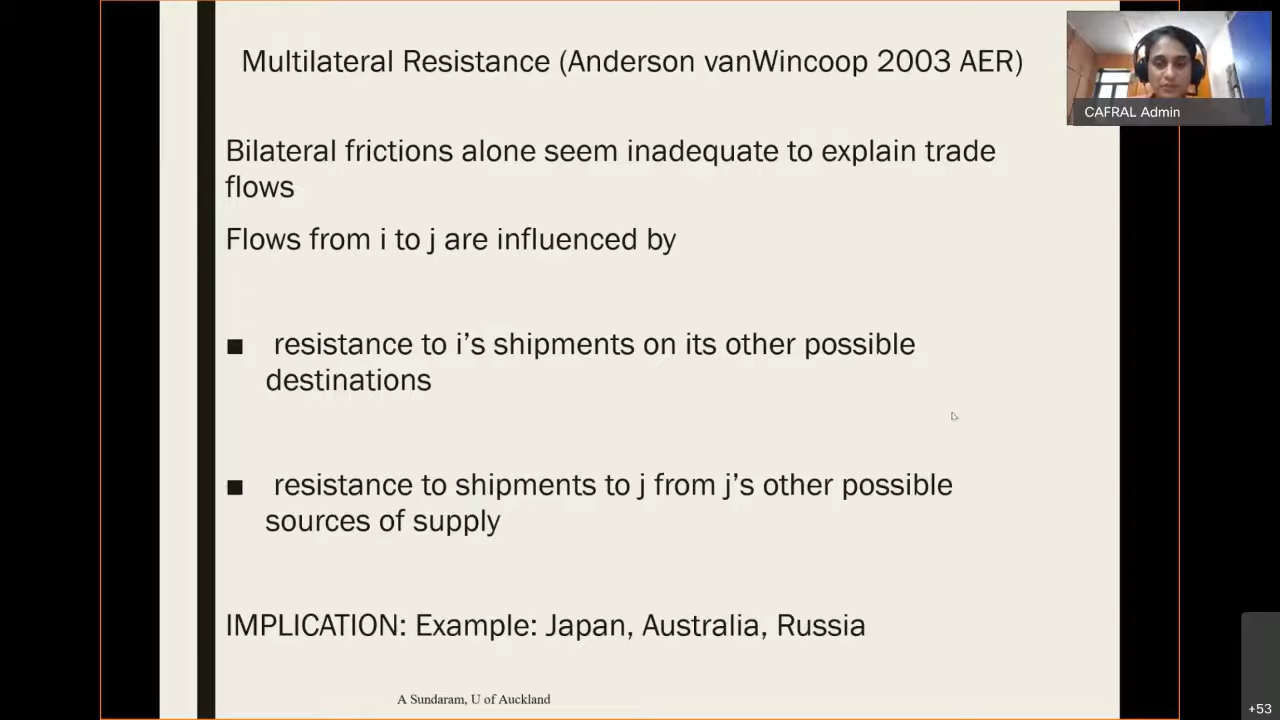 Multilateral Resistance (Anderson vanWincoop 2003 AER)
CAFRAL Admin
Bilateral frictions alone seem inadequate to explain trade
flows
Flows from i to j are influenced by
■ resistance to i’s shipments on its other possible
destinations
■ resistance to shipments to j from j’s other possible
sources of supply
IMPLICATION: Example: Japan, Australia, Russia
A Sundaram, U of Auckland
+53